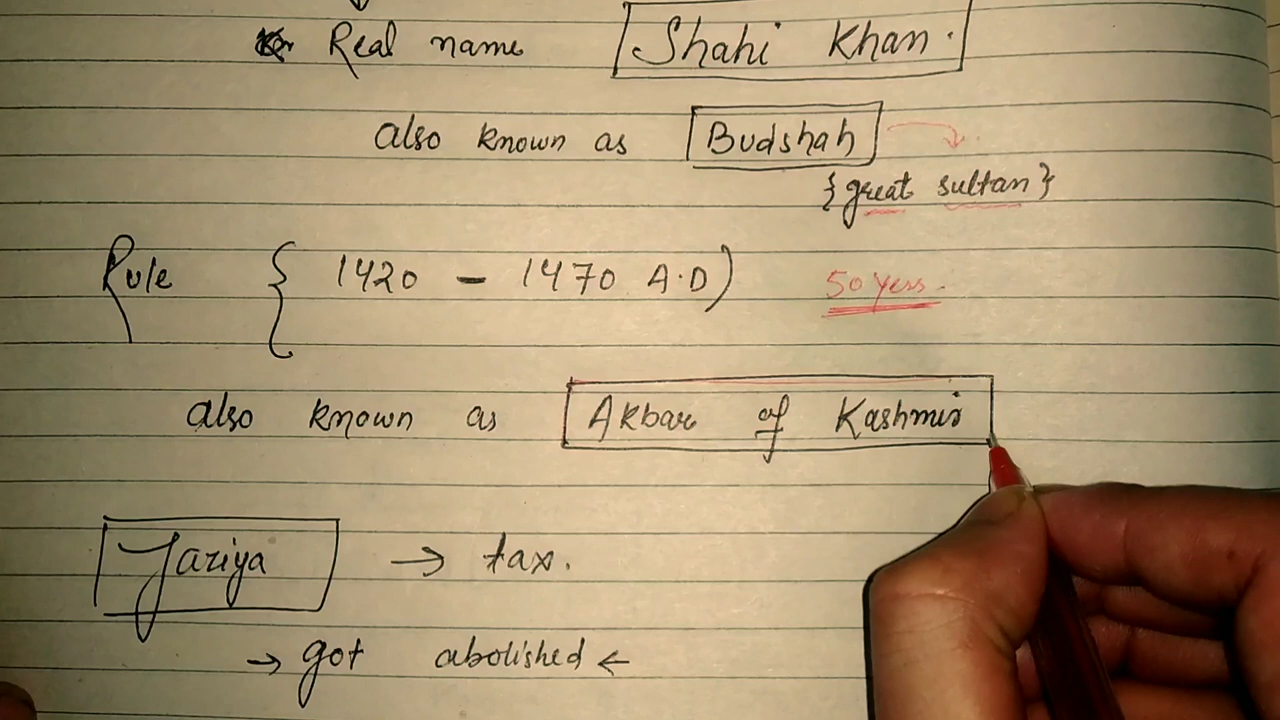 Real name Shahi Khan.
also known as Budshah
{great sultan}
Rule { 1420 - 1470 A.D) 50 yess.
also known as Akbar of Kashmir
Jaziya → tax.
→ got abolished ←